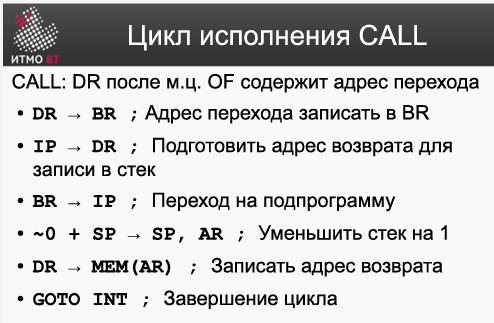 ИТМО ВТ
Цикл исполнения CALL
CALL: DR после м.ц. OF содержит адрес перехода
• DR → BR ; Адрес перехода записать в BR
• IP → DR ; Подготовить адрес возврата для
записи в стек
• BR → IP ; Переход на подпрограмму
• ~0 + SP → SP, AR ; Уменьшить стек на 1
• DR → MEM(AR) ; Записать адрес возврата
• GOTO INT ; Завершение цикла